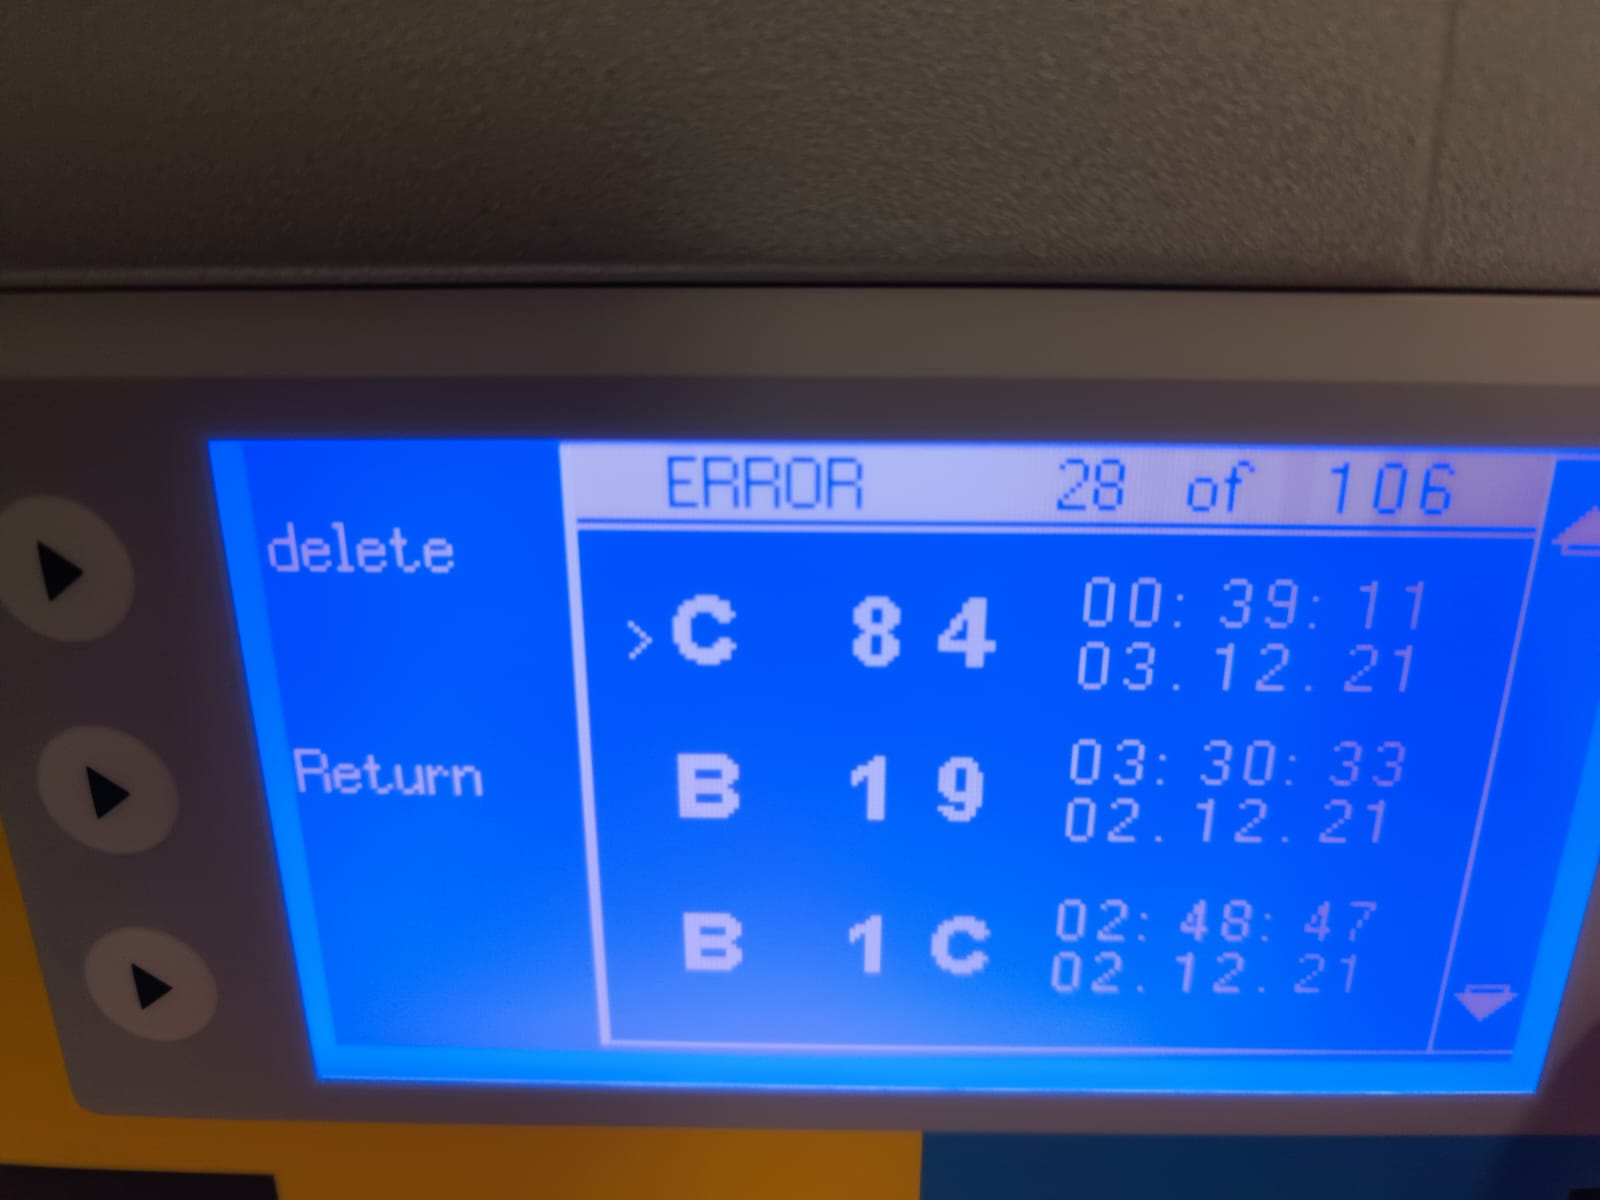 ERROR 28 of 106
delete
>C 84 00:39:11
03.12.21
Return
B 19 03:30:33
02.12.21
B 1C 02:48:47
02.12.21